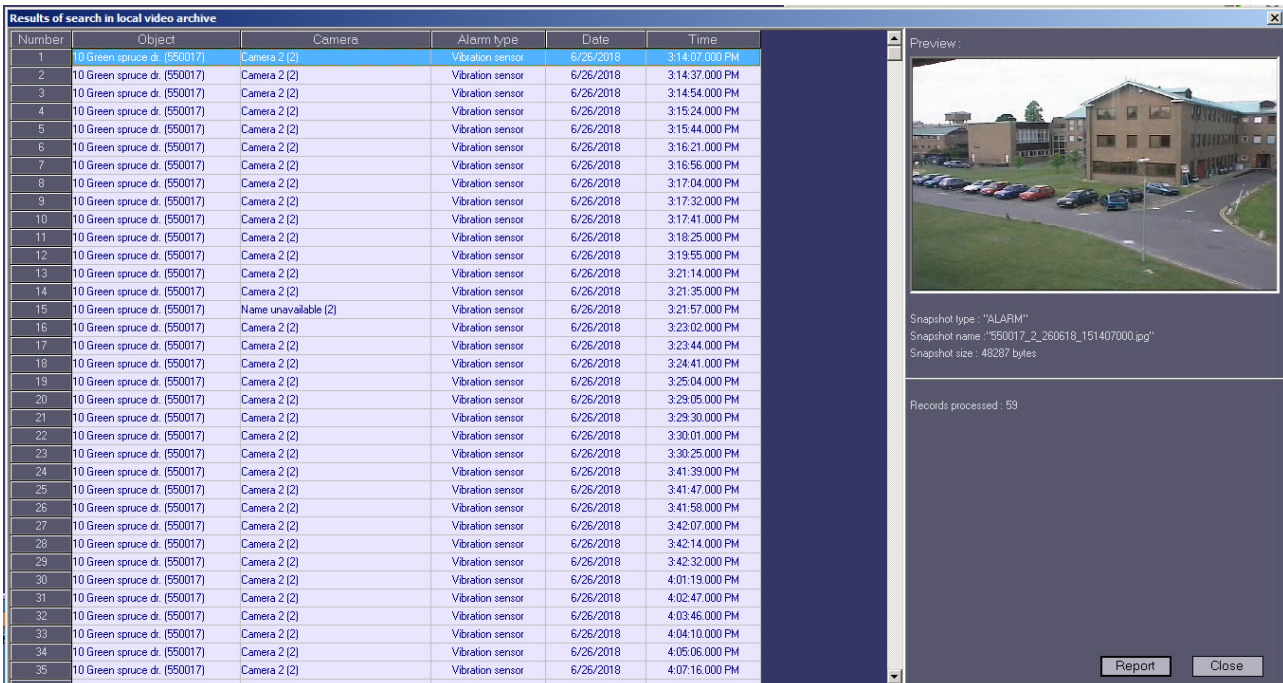 Results of search in local video archive
Number Object Camera Alarm type Date Time
1 10 Green spruce dr. (550017) Camera 2 (2) Vibration sensor 6/26/2018 3:14:07.000 PM
2 10 Green spruce dr. (550017) Camera 2 (2) Vibration sensor 6/26/2018 3:14:37.000 PM
3 10 Green spruce dr. (550017) Camera 2 (2) Vibration sensor 6/26/2018 3:14:54.000 PM
4 10 Green spruce dr. (550017) Camera 2 (2) Vibration sensor 6/26/2018 3:15:24.000 PM
5 10 Green spruce dr. (550017) Camera 2 (2) Vibration sensor 6/26/2018 3:15:44.000 PM
6 10 Green spruce dr. (550017) Camera 2 (2) Vibration sensor 6/26/2018 3:16:21.000 PM
7 10 Green spruce dr. (550017) Camera 2 (2) Vibration sensor 6/26/2018 3:16:56.000 PM
8 10 Green spruce dr. (550017) Camera 2 (2) Vibration sensor 6/26/2018 3:17:04.000 PM
9 10 Green spruce dr. (550017) Camera 2 (2) Vibration sensor 6/26/2018 3:17:32.000 PM
10 10 Green spruce dr. (550017) Camera 2 (2) Vibration sensor 6/26/2018 3:17:41.000 PM
11 10 Green spruce dr. (550017) Camera 2 (2) Vibration sensor 6/26/2018 3:18:25.000 PM
12 10 Green spruce dr. (550017) Camera 2 (2) Vibration sensor 6/26/2018 3:19:55.000 PM
13 10 Green spruce dr. (550017) Camera 2 (2) Vibration sensor 6/26/2018 3:21:14.000 PM
14 10 Green spruce dr. (550017) Camera 2 (2) Vibration sensor 6/26/2018 3:21:35.000 PM
15 10 Green spruce dr. (550017) Name unavailable (2) Vibration sensor 6/26/2018 3:21:57.000 PM
16 10 Green spruce dr. (550017) Camera 2 (2) Vibration sensor 6/26/2018 3:23:02.000 PM
17 10 Green spruce dr. (550017) Camera 2 (2) Vibration sensor 6/26/2018 3:23:44.000 PM
18 10 Green spruce dr. (550017) Camera 2 (2) Vibration sensor 6/26/2018 3:24:41.000 PM
19 10 Green spruce dr. (550017) Camera 2 (2) Vibration sensor 6/26/2018 3:25:04.000 PM
20 10 Green spruce dr. (550017) Camera 2 (2) Vibration sensor 6/26/2018 3:29:05.000 PM
21 10 Green spruce dr. (550017) Camera 2 (2) Vibration sensor 6/26/2018 3:29:30.000 PM
22 10 Green spruce dr. (550017) Camera 2 (2) Vibration sensor 6/26/2018 3:30:01.000 PM
23 10 Green spruce dr. (550017) Camera 2 (2) Vibration sensor 6/26/2018 3:30:25.000 PM
24 10 Green spruce dr. (550017) Camera 2 (2) Vibration sensor 6/26/2018 3:41:39.000 PM
25 10 Green spruce dr. (550017) Camera 2 (2) Vibration sensor 6/26/2018 3:41:47.000 PM
26 10 Green spruce dr. (550017) Camera 2 (2) Vibration sensor 6/26/2018 3:41:58.000 PM
27 10 Green spruce dr. (550017) Camera 2 (2) Vibration sensor 6/26/2018 3:42:07.000 PM
28 10 Green spruce dr. (550017) Camera 2 (2) Vibration sensor 6/26/2018 3:42:14.000 PM
29 10 Green spruce dr. (550017) Camera 2 (2) Vibration sensor 6/26/2018 3:42:32.000 PM
30 10 Green spruce dr. (550017) Camera 2 (2) Vibration sensor 6/26/2018 4:01:19.000 PM
31 10 Green spruce dr. (550017) Camera 2 (2) Vibration sensor 6/26/2018 4:02:47.000 PM
32 10 Green spruce dr. (550017) Camera 2 (2) Vibration sensor 6/26/2018 4:03:46.000 PM
33 10 Green spruce dr. (550017) Camera 2 (2) Vibration sensor 6/26/2018 4:04:10.000 PM
34 10 Green spruce dr. (550017) Camera 2 (2) Vibration sensor 6/26/2018 4:05:06.000 PM
35 10 Green spruce dr. (550017) Camera 2 (2) Vibration sensor 6/26/2018 4:07:16.000 PM
Preview :
Snapshot type : "ALARM"
Snapshot name :"550017_2_260618_151407000.jpg"
Snapshot size : 48287 bytes
Records processed : 59
Report Close